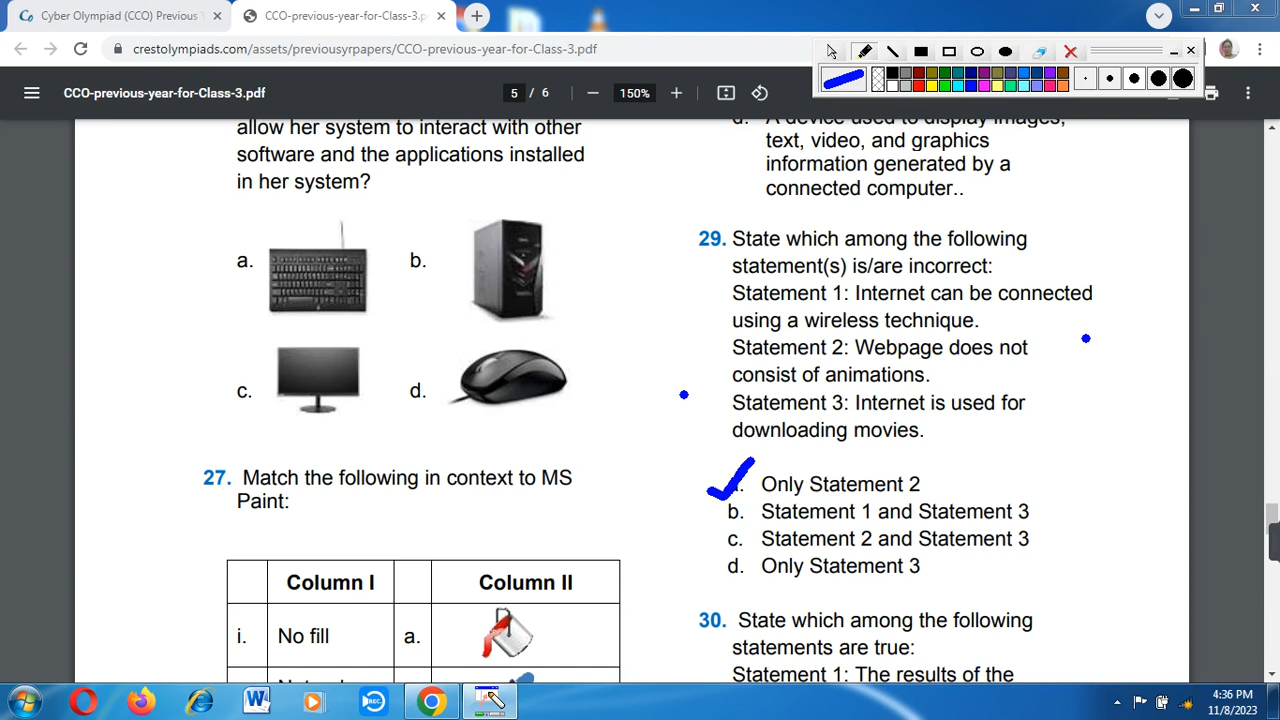 Cyber Olympiad (CCO) Previous Y
CCO-previous-year-for-Class-3.p
crestolympiads.com/assets/previousyrpapers/CCO-previous-year-for-Class-3.pdf
CCO-previous-year-for-Class-3.pdf
5 / 6
150%
allow her system to interact with other
software and the applications installed
in her system?
a.
b.
c.
d.
27. Match the following in context to MS
Paint:
Column I Column II
i. No fill a.
d. A device used to display images,
text, video, and graphics
information generated by a
connected computer..
29. State which among the following
statement(s) is/are incorrect:
Statement 1: Internet can be connected
using a wireless technique.
Statement 2: Webpage does not
consist of animations.
Statement 3: Internet is used for
downloading movies.
a. Only Statement 2
b. Statement 1 and Statement 3
c. Statement 2 and Statement 3
d. Only Statement 3
30. State which among the following
statements are true:
Statement 1: The results of the
REC
4:36 PM
11/8/2023